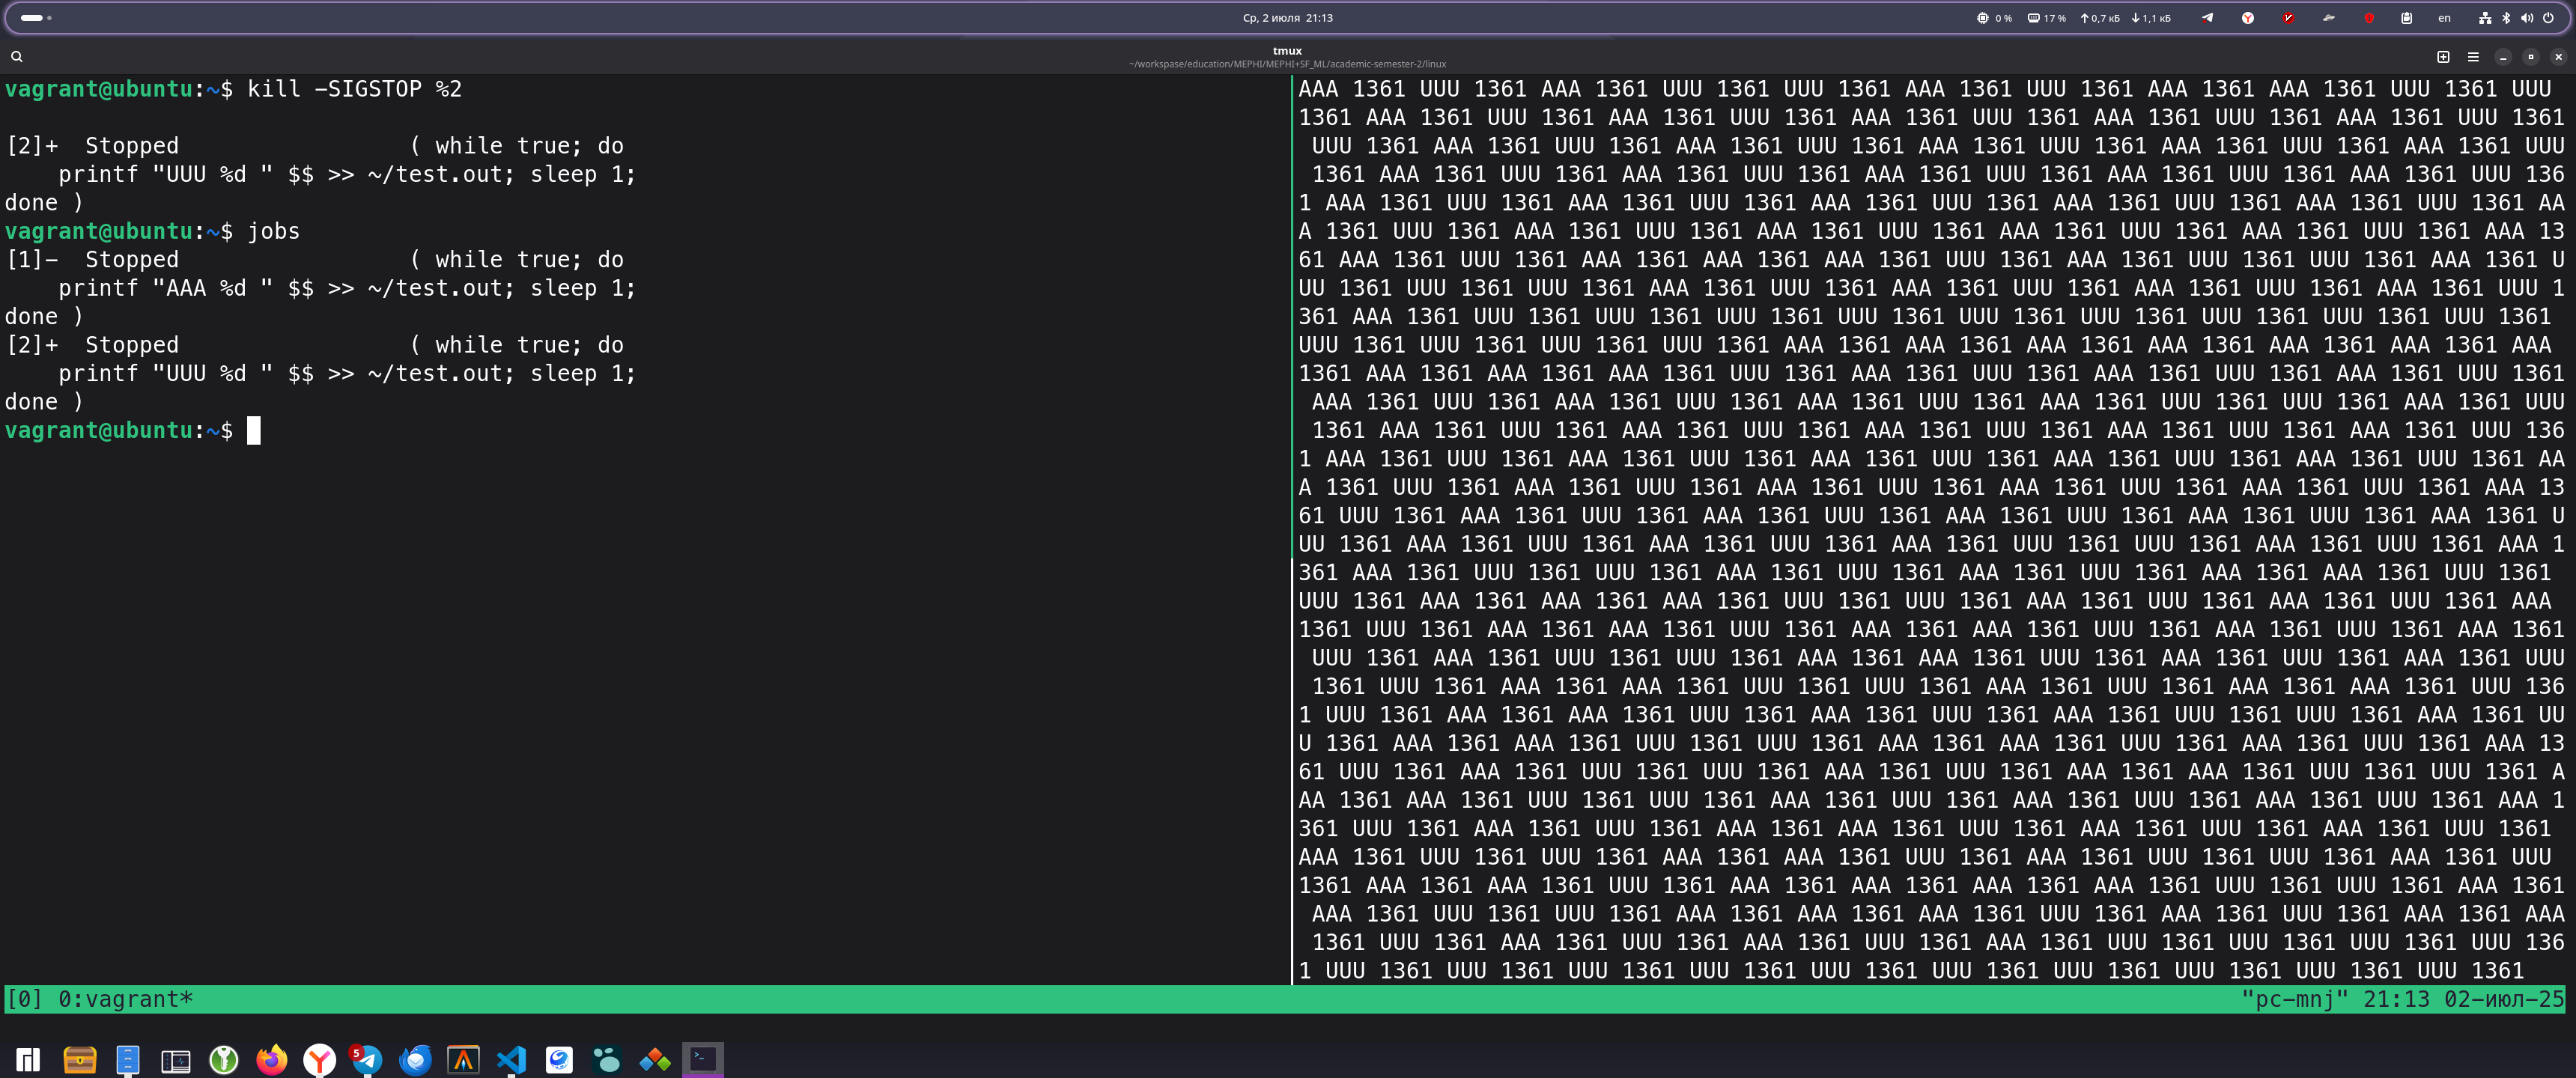 Ср, 2 июля 21:13
0 %
17 %
0,7 кБ
1,1 кБ
en
tmux
~/workspase/education/MEPHI/MEPHI+SF_ML/academic-semester-2/linux
vagrant@ubuntu:~$ kill -SIGSTOP %2
[2]+  Stopped                 ( while true; do
    printf "UUU %d " $$ >> ~/test.out; sleep 1;
done )
vagrant@ubuntu:~$ jobs
[1]-  Stopped                 ( while true; do
    printf "AAA %d " $$ >> ~/test.out; sleep 1;
done )
[2]+  Stopped                 ( while true; do
    printf "UUU %d " $$ >> ~/test.out; sleep 1;
done )
vagrant@ubuntu:~$
AAA 1361 UUU 1361 AAA 1361 UUU 1361 UUU 1361 AAA 1361 UUU 1361 AAA 1361 AAA 1361 UUU 1361 UUU
1361 AAA 1361 UUU 1361 AAA 1361 UUU 1361 AAA 1361 UUU 1361 AAA 1361 UUU 1361 AAA 1361 UUU 1361
 UUU 1361 AAA 1361 UUU 1361 AAA 1361 UUU 1361 AAA 1361 UUU 1361 AAA 1361 UUU 1361 AAA 1361 UUU
 1361 AAA 1361 UUU 1361 AAA 1361 UUU 1361 AAA 1361 UUU 1361 AAA 1361 UUU 1361 AAA 1361 UUU 136
1 AAA 1361 UUU 1361 AAA 1361 UUU 1361 AAA 1361 UUU 1361 AAA 1361 UUU 1361 AAA 1361 UUU 1361 AA
A 1361 UUU 1361 AAA 1361 UUU 1361 AAA 1361 UUU 1361 AAA 1361 UUU 1361 AAA 1361 UUU 1361 AAA 13
61 AAA 1361 UUU 1361 AAA 1361 AAA 1361 AAA 1361 UUU 1361 AAA 1361 UUU 1361 UUU 1361 AAA 1361 U
UU 1361 UUU 1361 UUU 1361 AAA 1361 UUU 1361 AAA 1361 UUU 1361 AAA 1361 UUU 1361 AAA 1361 UUU 1
361 AAA 1361 UUU 1361 UUU 1361 UUU 1361 UUU 1361 UUU 1361 UUU 1361 UUU 1361 UUU 1361 UUU 1361
UUU 1361 UUU 1361 UUU 1361 UUU 1361 AAA 1361 AAA 1361 AAA 1361 AAA 1361 AAA 1361 AAA 1361 AAA
1361 AAA 1361 AAA 1361 AAA 1361 UUU 1361 AAA 1361 UUU 1361 AAA 1361 UUU 1361 AAA 1361 UUU 1361
 AAA 1361 UUU 1361 AAA 1361 UUU 1361 AAA 1361 UUU 1361 AAA 1361 UUU 1361 UUU 1361 AAA 1361 UUU
 1361 AAA 1361 UUU 1361 AAA 1361 UUU 1361 AAA 1361 UUU 1361 AAA 1361 UUU 1361 AAA 1361 UUU 136
1 AAA 1361 UUU 1361 AAA 1361 UUU 1361 AAA 1361 UUU 1361 AAA 1361 UUU 1361 AAA 1361 UUU 1361 AA
A 1361 UUU 1361 AAA 1361 UUU 1361 AAA 1361 UUU 1361 AAA 1361 UUU 1361 AAA 1361 UUU 1361 AAA 13
61 UUU 1361 AAA 1361 UUU 1361 AAA 1361 UUU 1361 AAA 1361 UUU 1361 AAA 1361 UUU 1361 AAA 1361 U
UU 1361 AAA 1361 UUU 1361 AAA 1361 UUU 1361 AAA 1361 UUU 1361 UUU 1361 AAA 1361 UUU 1361 AAA 1
361 AAA 1361 UUU 1361 UUU 1361 AAA 1361 UUU 1361 AAA 1361 UUU 1361 AAA 1361 AAA 1361 UUU 1361
UUU 1361 AAA 1361 AAA 1361 AAA 1361 UUU 1361 UUU 1361 AAA 1361 UUU 1361 AAA 1361 UUU 1361 AAA
1361 UUU 1361 AAA 1361 AAA 1361 UUU 1361 AAA 1361 AAA 1361 UUU 1361 AAA 1361 UUU 1361 AAA 1361
 UUU 1361 AAA 1361 UUU 1361 UUU 1361 AAA 1361 AAA 1361 UUU 1361 AAA 1361 UUU 1361 AAA 1361 UUU
 1361 UUU 1361 AAA 1361 AAA 1361 UUU 1361 UUU 1361 AAA 1361 UUU 1361 AAA 1361 AAA 1361 UUU 136
1 UUU 1361 AAA 1361 AAA 1361 UUU 1361 AAA 1361 UUU 1361 AAA 1361 UUU 1361 UUU 1361 AAA 1361 UU
U 1361 AAA 1361 AAA 1361 UUU 1361 UUU 1361 AAA 1361 AAA 1361 UUU 1361 AAA 1361 UUU 1361 AAA 13
61 UUU 1361 AAA 1361 UUU 1361 UUU 1361 AAA 1361 UUU 1361 AAA 1361 AAA 1361 UUU 1361 UUU 1361 A
AA 1361 AAA 1361 UUU 1361 UUU 1361 AAA 1361 UUU 1361 AAA 1361 UUU 1361 AAA 1361 UUU 1361 AAA 1
361 UUU 1361 AAA 1361 UUU 1361 AAA 1361 AAA 1361 UUU 1361 AAA 1361 UUU 1361 AAA 1361 UUU 1361
AAA 1361 UUU 1361 UUU 1361 AAA 1361 AAA 1361 UUU 1361 AAA 1361 UUU 1361 UUU 1361 AAA 1361 UUU
1361 AAA 1361 AAA 1361 UUU 1361 AAA 1361 AAA 1361 AAA 1361 AAA 1361 UUU 1361 UUU 1361 AAA 1361
 AAA 1361 UUU 1361 UUU 1361 AAA 1361 AAA 1361 AAA 1361 UUU 1361 AAA 1361 UUU 1361 AAA 1361 AAA
 1361 UUU 1361 AAA 1361 UUU 1361 AAA 1361 UUU 1361 AAA 1361 UUU 1361 UUU 1361 UUU 1361 UUU 136
1 UUU 1361 UUU 1361 UUU 1361 UUU 1361 UUU 1361 UUU 1361 UUU 1361 UUU 1361 UUU 1361 UUU 1361
[0] 0:vagrant*
"pc-mnj" 21:13 02-июл-25
5